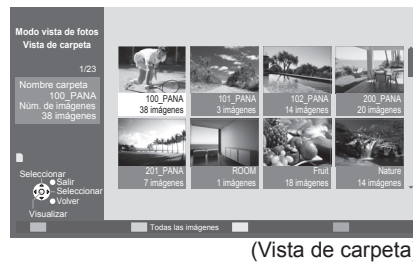 Modo vista de fotos
Vista de carpeta
1/23
Nombre carpeta
100_PANA
Núm. de imágenes
38 imágenes
Seleccionar
Salir
Seleccionar
Volver
Visualizar
100_PANA
38 imágenes
101_PANA
3 imágenes
102_PANA
14 imágenes
200_PANA
20 imágenes
201_PANA
7 imágenes
ROOM
1 imágenes
Fruit
18 imágenes
Nature
14 imágenes
Todas las imágenes
(Vista de carpeta